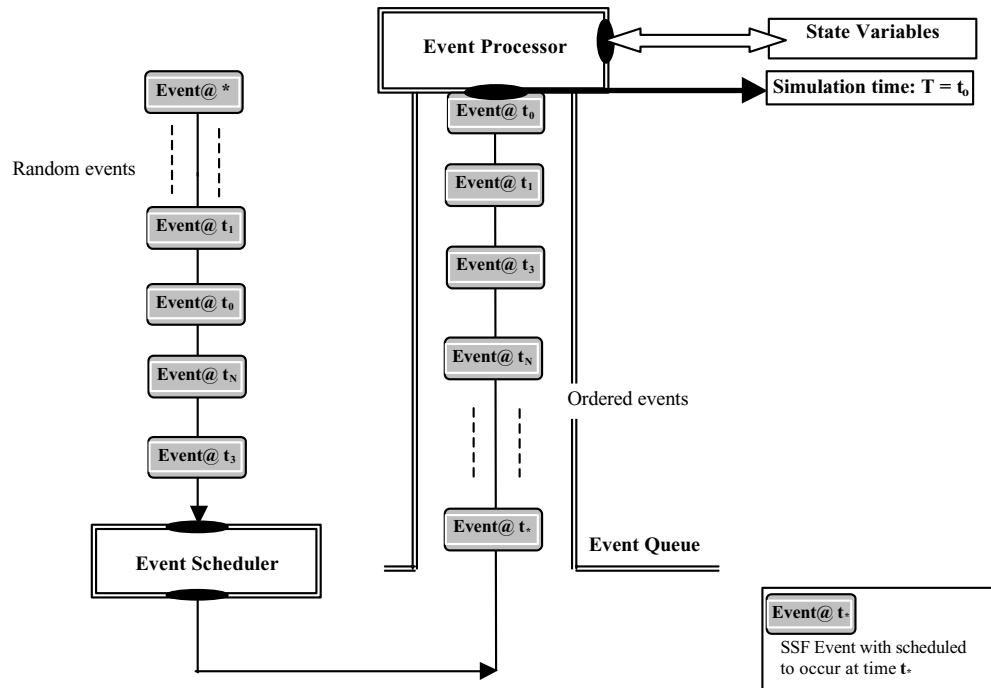 Event Processor
State Variables
Simulation time: T = t₀
Event@ *
Random events
Event@ t₁
Event@ t₀
Event@ t_N
Event@ t₃
Event Scheduler
Event@ t₀
Event@ t₁
Event@ t₃
Event@ t_N
Ordered events
Event@ t*
Event Queue
Event@ t*
SSF Event with scheduled
to occur at time t*